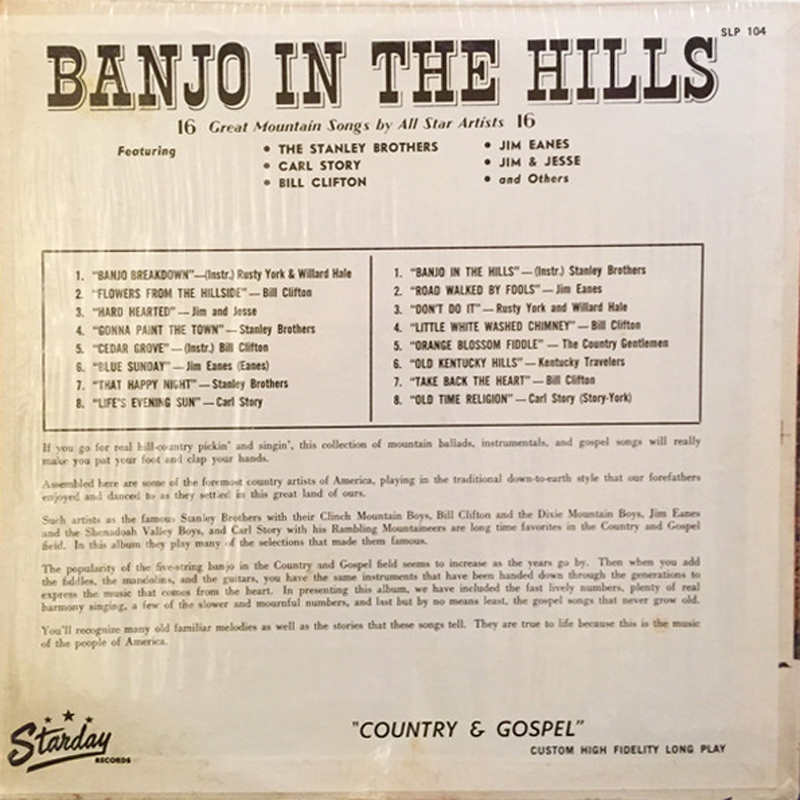 SLP 104
BANJO IN THE HILLS
16 Great Mountain Songs by All Star Artists 16
Featuring
• THE STANLEY BROTHERS
• CARL STORY
• BILL CLIFTON
• JIM EANES
• JIM & JESSE
• and Others
1. "BANJO BREAKDOWN"—(Instr.) Rusty York & Willard Hale
2. "FLOWERS FROM THE HILLSIDE"— Bill Clifton
3. "HARD HEARTED" — Jim and Jesse
4. "GONNA PAINT THE TOWN" — Stanley Brothers
5. "CEDAR GROVE" — (Instr.) Bill Clifton
6. "BLUE SUNDAY" — Jim Eanes (Eanes)
7. "THAT HAPPY NIGHT" — Stanley Brothers
8. "LIFE'S EVENING SUN" — Carl Story
1. "BANJO IN THE HILLS" — (Instr.) Stanley Brothers
2. "ROAD WALKED BY FOOLS" — Jim Eanes
3. "DON'T DO IT" — Rusty York and Willard Hale
4. "LITTLE WHITE WASHED CHIMNEY" — Bill Clifton
5. "ORANGE BLOSSOM FIDDLE" — The Country Gentlemen
6. "OLD KENTUCKY HILLS" — Kentucky Travelers
7. "TAKE BACK THE HEART" — Bill Clifton
8. "OLD TIME RELIGION" — Carl Story (Story-York)
If you go for real hill-country pickin' and singin', this collection of mountain ballads, instrumentals, and gospel songs will really
make you pat your foot and clap your hands.
Assembled here are some of the foremost country artists of America, playing in the traditional down-to-earth style that our forefathers
enjoyed and danced to as they settled in this great land of ours.
Such artists as the famous Stanley Brothers with their Clinch Mountain Boys, Bill Clifton and the Dixie Mountain Boys, Jim Eanes
and the Shenadoah Valley Boys, and Carl Story with his Rambling Mountaineers are long time favorites in the Country and Gospel
field. In this album they play many of the selections that made them famous.
The popularity of the five-string banjo in the Country and Gospel field seems to increase as the years go by. Then when you add
the fiddles, the mandolins, and the guitars, you have the same instruments that have been handed down through the generations to
express the music that comes from the heart. In presenting this album, we have included the fast lively numbers, plenty of real
harmony singing, a few of the slower and mournful numbers, and last but by no means least, the gospel songs that never grow old.
You'll recognize many old familiar melodies as well as the stories that these songs tell. They are true to life because this is the music
of the people of America.
Starday
RECORDS
"COUNTRY & GOSPEL"
CUSTOM HIGH FIDELITY LONG PLAY